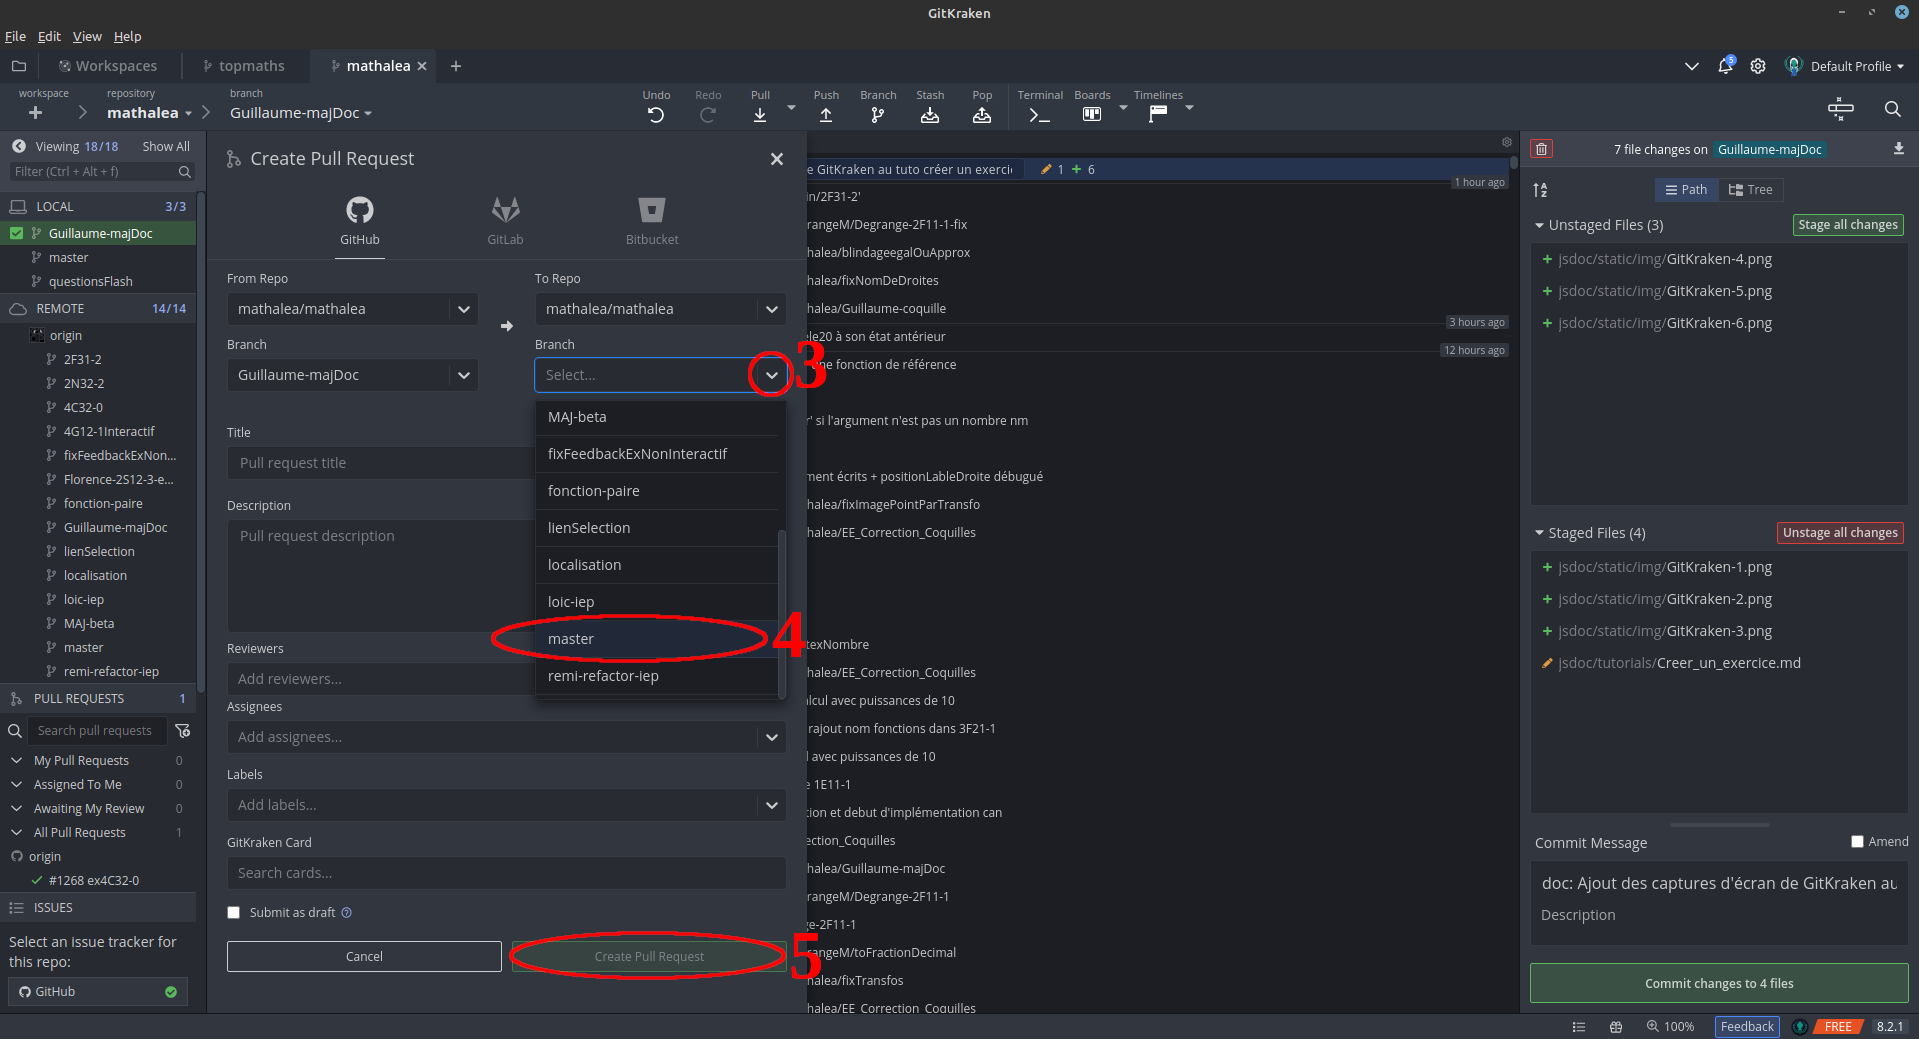 GitKraken
File Edit View Help
Workspaces
topmaths
mathalea
Default Profile
5
workspace
repository
mathalea
branch
Guillaume-majDoc
Undo
Redo
Pull
Push
Branch
Stash
Pop
Terminal
Boards
Timelines
Viewing 18/18 Show All
Filter (Ctrl + Alt + f)
LOCAL 3/3
Guillaume-majDoc
master
questionsFlash
REMOTE 14/14
origin
2F31-2
2N32-2
4C32-0
4G12-1Interactif
fixFeedbackExNon...
Florence-2S12-3-e...
fonction-paire
Guillaume-majDoc
lienSelection
localisation
loic-iep
MAJ-beta
master
remi-refactor-iep
PULL REQUESTS 1
Search pull requests
My Pull Requests 0
Assigned To Me 0
Awaiting My Review 0
All Pull Requests 1
origin
#1268 ex4C32-0
ISSUES
Select an issue tracker for
this repo:
GitHub
Create Pull Request
GitHub
GitLab
Bitbucket
From Repo
mathalea/mathalea
To Repo
mathalea/mathalea
Branch
Guillaume-majDoc
Branch
Select...
3
MAJ-beta
fixFeedbackExNonInteractif
fonction-paire
lienSelection
localisation
loic-iep
master
4
remi-refactor-iep
Title
Pull request title
Description
Pull request description
Reviewers
Add reviewers...
Assignees
Add assignees...
Labels
Add labels...
GitKraken Card
Search cards...
Submit as draft
Cancel
Create Pull Request
5
e GitKraken au tuto créer un exerci
1 6
1 hour ago
in/2F31-2'
rangeM/Degrange-2F11-1-fix
halea/blindageegalOuApprox
halea/fixNomDeDroites
halea/Guillaume-coquille
3 hours ago
ele20 à son état antérieur
12 hours ago
une fonction de référence
r' si l'argument n'est pas un nombre nm
ment écrits + positionLableDroite débugué
halea/fixImagePointParTransfo
halea/EE_Correction_Coquilles
texNombre
halea/EE_Correction_Coquilles
lcul avec puissances de 10
rajout nom fonctions dans 3F21-1
l avec puissances de 10
e 1E11-1
tion et debut d'implémentation can
ection_Coquilles
halea/Guillaume-majDoc
rangeM/Degrange-2F11-1
ge-2F11-1
rangeM/toFractionDecimal
halea/fixTransfos
halea/EE_Correction_Coquilles
7 file changes on Guillaume-majDoc
Path
Tree
Unstaged Files (3)
Stage all changes
jsdoc/static/img/GitKraken-4.png
jsdoc/static/img/GitKraken-5.png
jsdoc/static/img/GitKraken-6.png
Staged Files (4)
Unstage all changes
jsdoc/static/img/GitKraken-1.png
jsdoc/static/img/GitKraken-2.png
jsdoc/static/img/GitKraken-3.png
jsdoc/tutorials/Creer_un_exercice.md
Commit Message
Amend
doc: Ajout des captures d'écran de GitKraken au
Description
Commit changes to 4 files
100%
Feedback
FREE
8.2.1